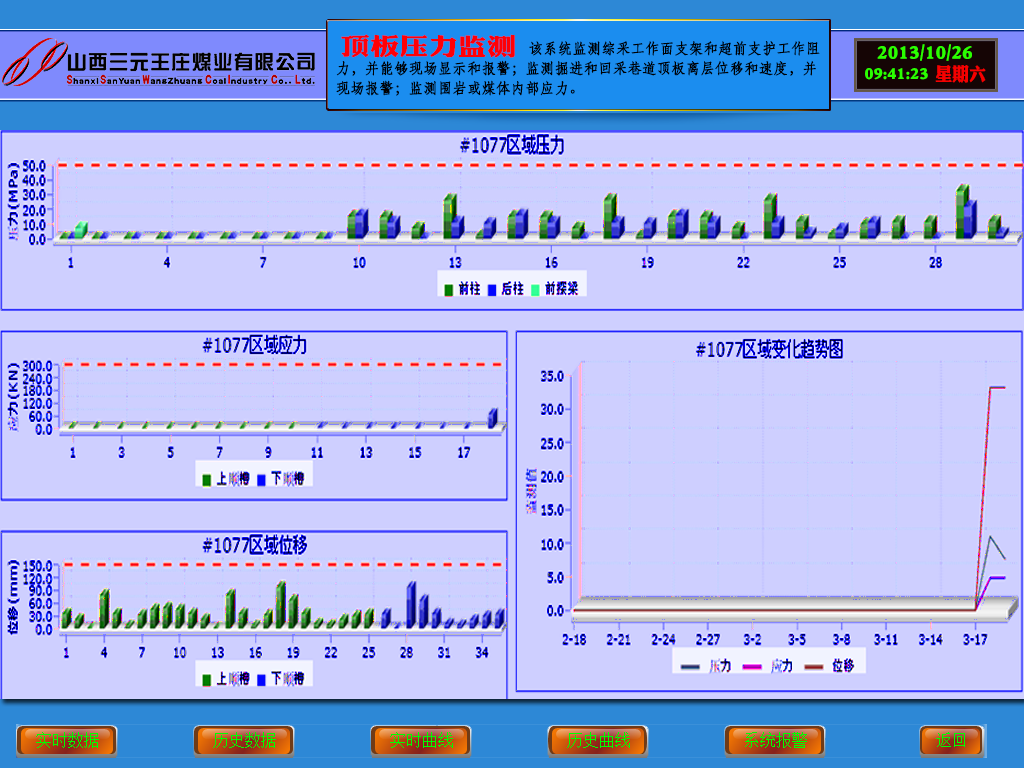 山西三元王庄煤业有限公司
Shanxi SanYuan WangZhuang CoalIndustry Co., Ltd.
顶板压力监测 该系统监测综采工作面支架和超前支护工作阻
力，并能够现场显示和报警；监测掘进和回采巷道顶板离层位移和速度，并
现场报警；监测围岩或煤体内部应力。
2013/10/26
09:41:23 星期六
#1077区域压力
压力(MPa)
50.0
40.0
30.0
20.0
10.0
0.0
1 4 7 10 13 16 19 22 25 28
前柱 后柱 前探梁
#1077区域应力
应力(KN)
300.0
240.0
180.0
120.0
60.0
0.0
1 3 5 7 9 11 13 15 17
上顺槽 下顺槽
#1077区域位移
位移(mm)
150.0
120.0
90.0
60.0
30.0
0.0
1 4 7 10 13 16 19 22 25 28 31 34
上顺槽 下顺槽
#1077区域变化趋势图
监测值
35.0
30.0
25.0
20.0
15.0
10.0
5.0
0.0
2-18 2-21 2-24 2-27 3-2 3-5 3-8 3-11 3-14 3-17
压力 应力 位移
实时数据 历史数据 实时曲线 历史曲线 系统报警 返回